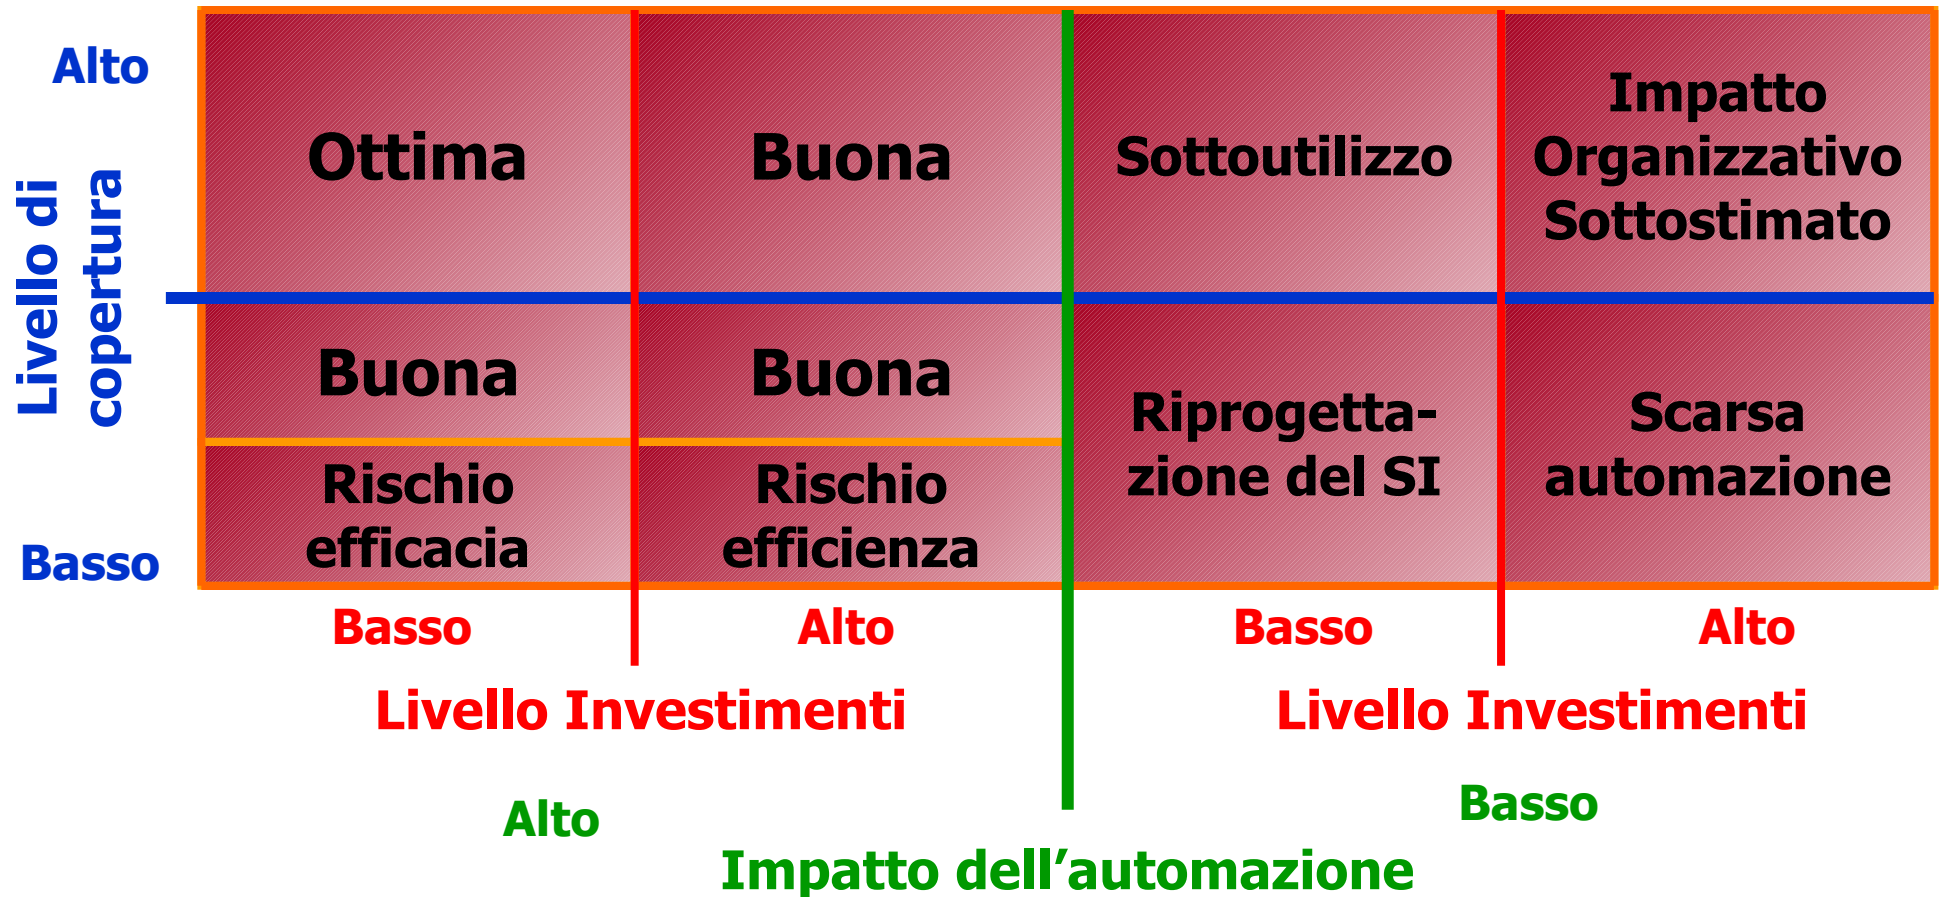 Alto
Livello di
copertura
Basso
Ottima
Buona
Sottoutilizzo
Impatto
Organizzativo
Sottostimato
Buona
Buona
Rischio
efficacia
Rischio
efficienza
Riprogetta-
zione del SI
Scarsa
automazione
Basso
Alto
Basso
Alto
Livello Investimenti
Livello Investimenti
Alto
Basso
Impatto dell’automazione